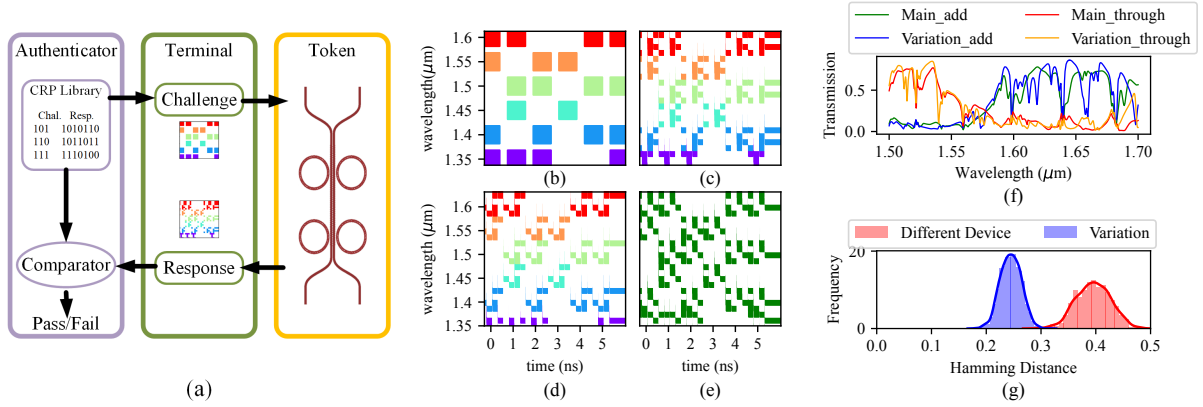 Authenticator
CRP Library
Chal. Resp.
101 1010110
110 1011011
111 1110100
Comparator
Pass/Fail
Terminal
Challenge
Response
Token
(a)
wavelength(μm)
1.6
1.55
1.5
1.45
1.4
1.35
(b)
(c)
wavelength (μm)
1.6
1.55
1.5
1.45
1.4
1.35
0 1 2 3 4 5
0 1 2 3 4 5
time (ns)
time (ns)
(d)
(e)
Main_add
Main_through
Variation_add
Variation_through
Transmission
0.5
0.0
1.50 1.55 1.60 1.65 1.70
Wavelength (μm)
(f)
Different Device
Variation
Frequency
20
0
0.0 0.1 0.2 0.3 0.4 0.5
Hamming Distance
(g)